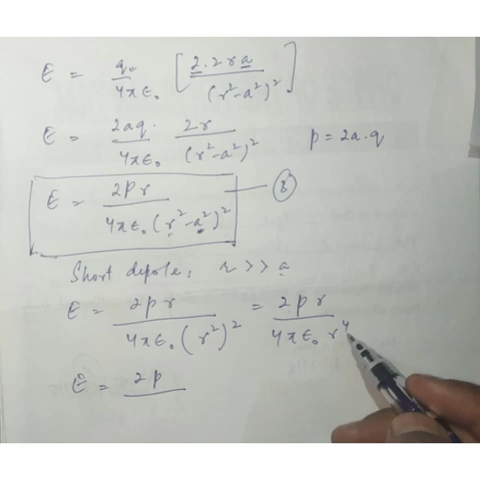 E = q₀/4πε₀ [2.2ra/(r²-a²)²]
E = 2aq/4πε₀ 2r/(r²-a²)² p = 2a.q
E = 2pr/4πε₀(r²-a²)²
Short dipole, r >> a
E = 2pr/4πε₀(r²)² = 2pr/4πε₀ r⁴
E = 2p/